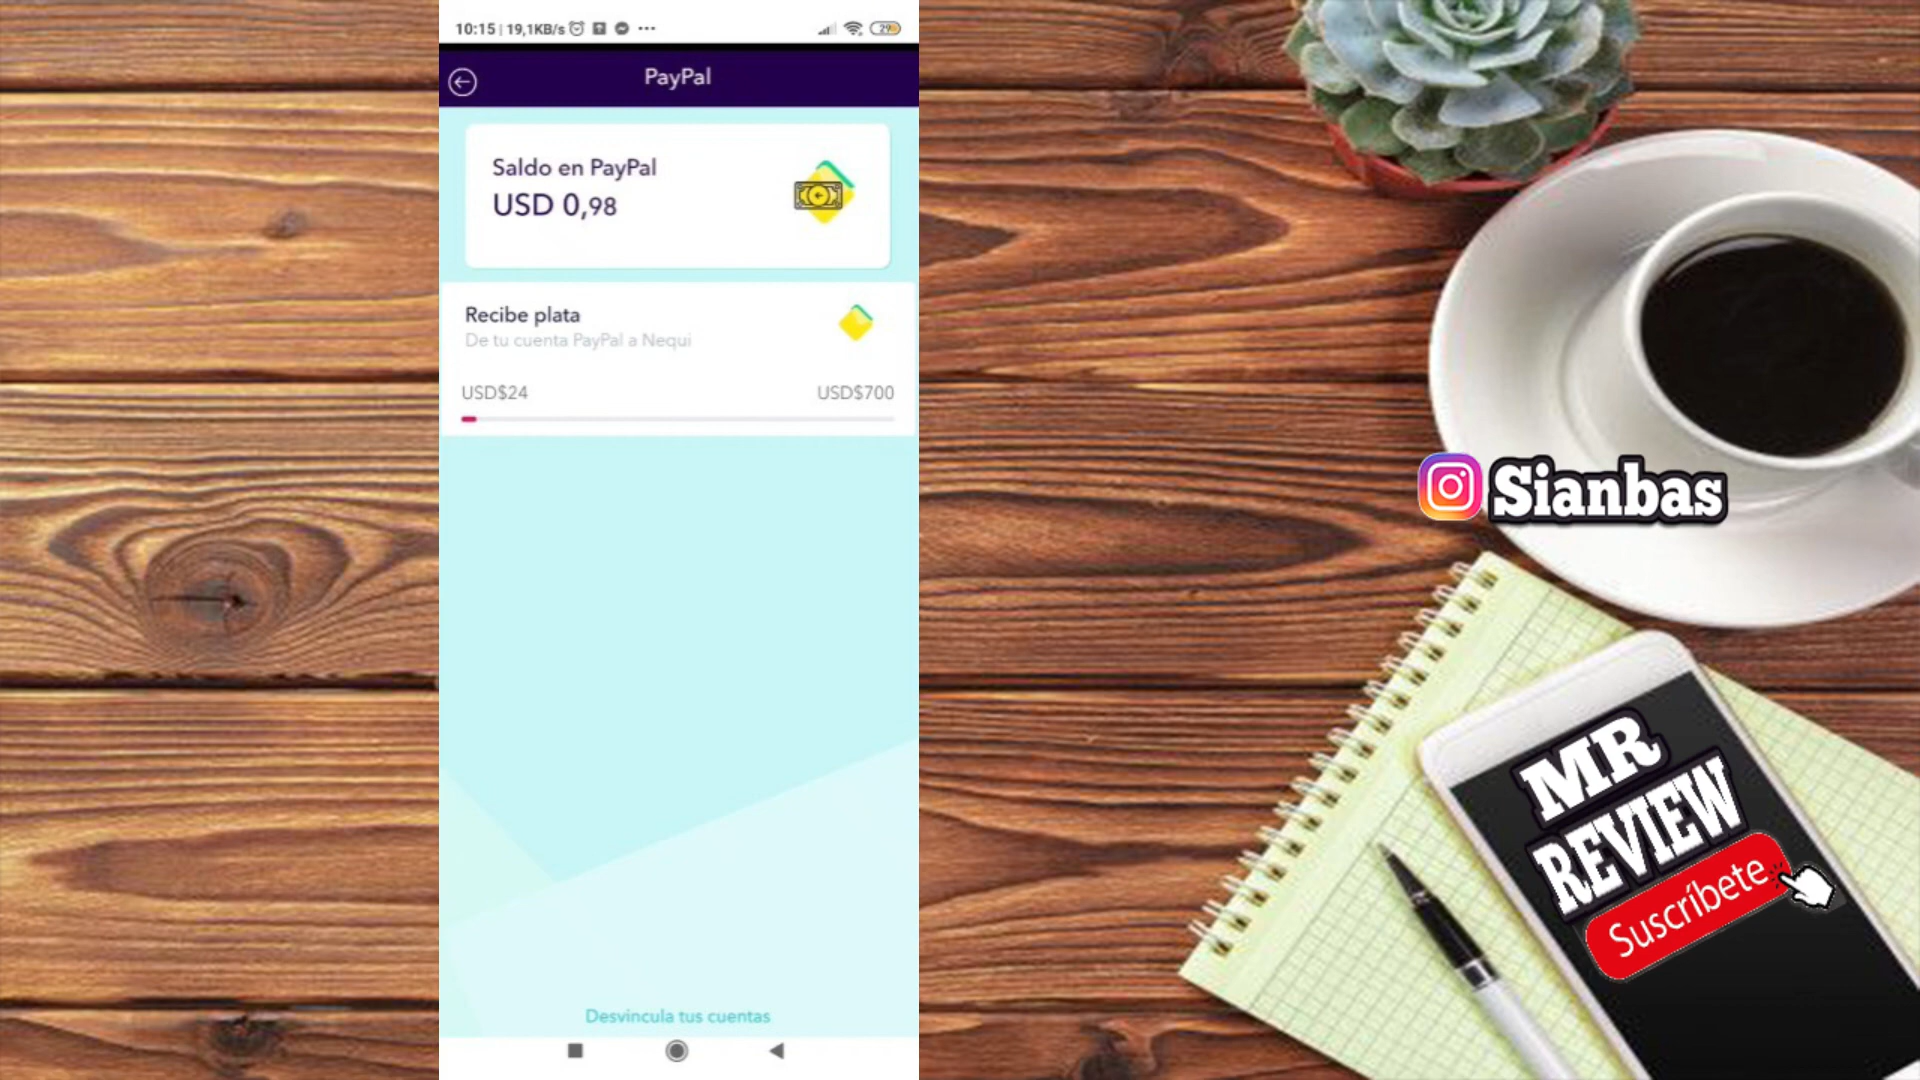 10:15 | 19,1KB/s
29
PayPal
Saldo en PayPal
USD 0,98
Recibe plata
De tu cuenta PayPal a Nequi
USD$24
USD$700
Desvincula tus cuentas
Sianbas
MR
REVIEW
Suscríbete